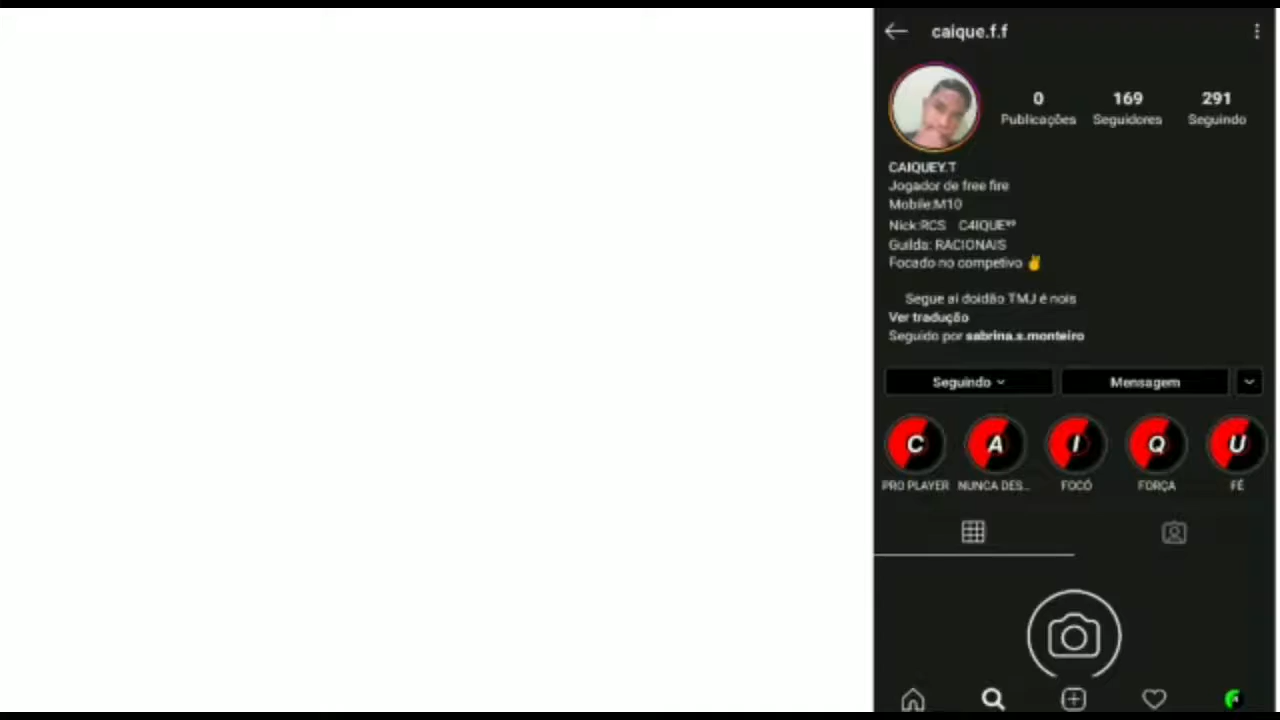 caique.f.f
0 169 291
Publicações Seguidores Seguindo
CAIQUEY.T
Jogador de free fire
Mobile:M10
Nick:RCS C4IQUE
Guilda: RACIONAIS
Focado no competivo ✌
Segue aí doidão TMJ é nois
Ver tradução
Seguido por sabrina.s.monteiro
Seguindo Mensagem
C A I Q U
PRO PLAYER NUNCA DES... FOCO FORÇA FÉ